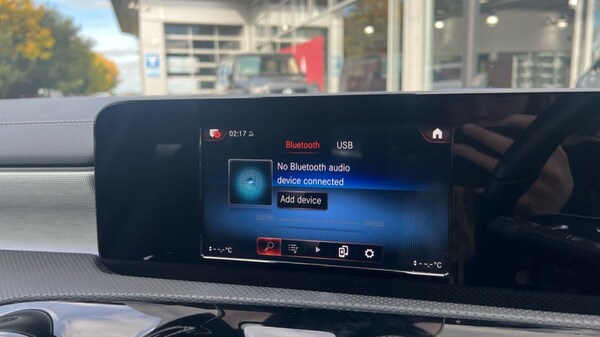 02:17
Bluetooth USB
No Bluetooth audio
device connected
Add device
--,-°C
--,-°C